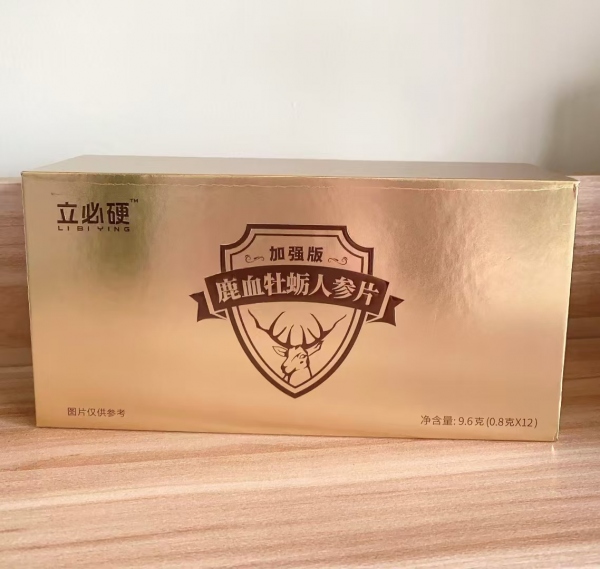 立必硬™
LI BI YING
加强版
鹿血牡蛎人参片
图片仅供参考
净含量: 9.6克(0.8克X12)